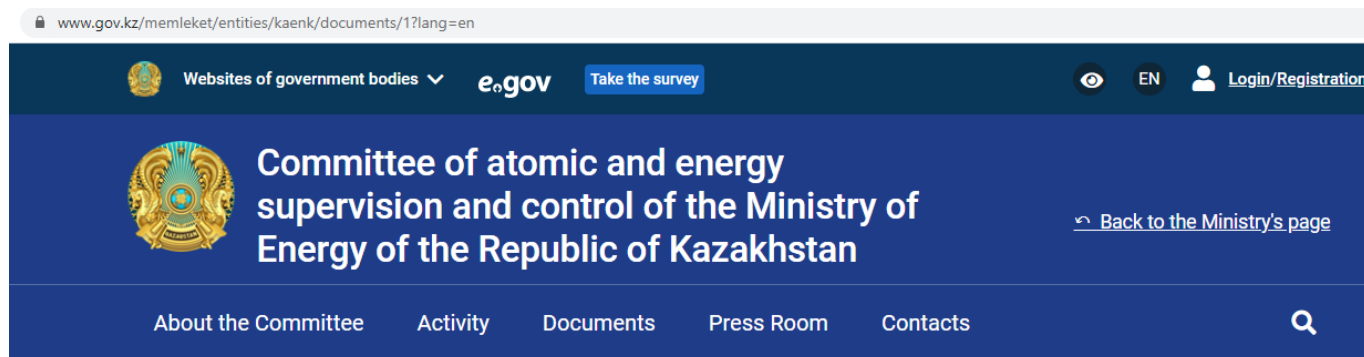 www.gov.kz/memleket/entities/kaenk/documents/1?lang=en
Websites of government bodies
egov
Take the survey
EN
Login/Registration
Committee of atomic and energy
supervision and control of the Ministry of
Energy of the Republic of Kazakhstan
Back to the Ministry's page
About the Committee
Activity
Documents
Press Room
Contacts